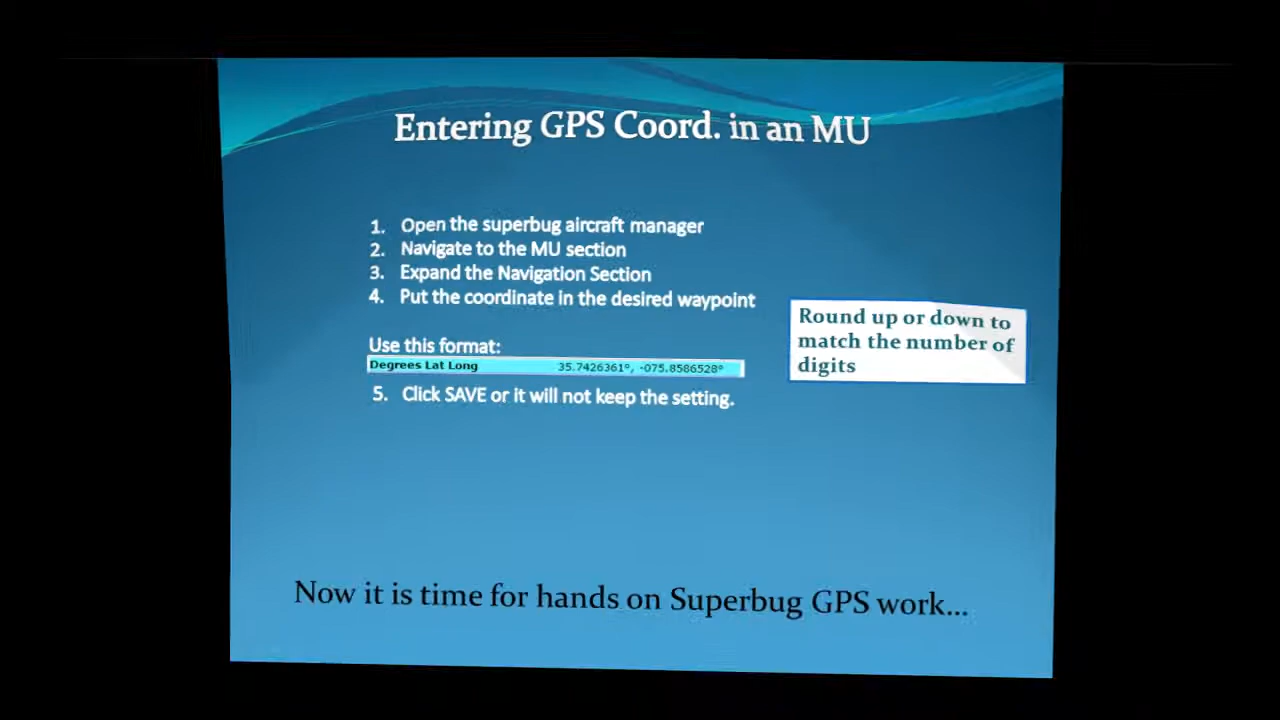 Entering GPS Coord. in an MU
1. Open the superbug aircraft manager
2. Navigate to the MU section
3. Expand the Navigation Section
4. Put the coordinate in the desired waypoint
Use this format:
Degrees Lat Long 35.7426361°, -075.8586528°
5. Click SAVE or it will not keep the setting.
Round up or down to
match the number of
digits
Now it is time for hands on Superbug GPS work...